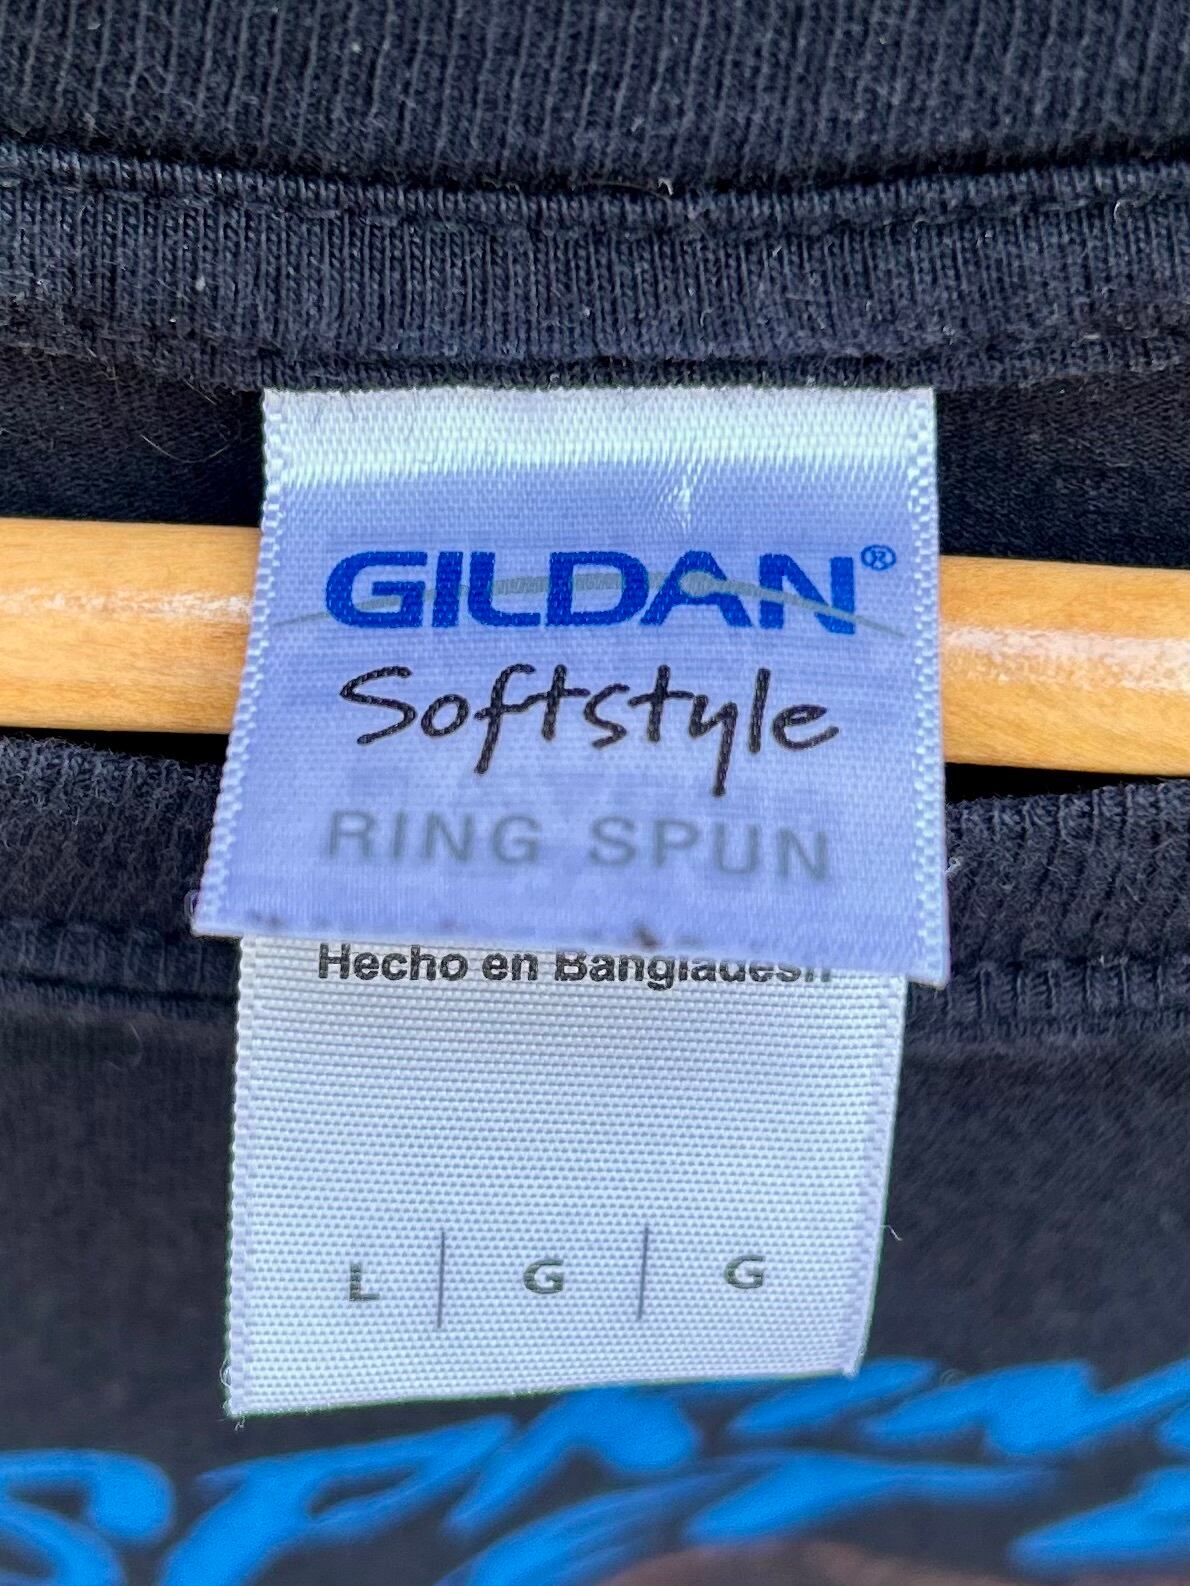 GILDAN®
Softstyle
RING SPUN
Hecho en Bangladesh
L | G | G